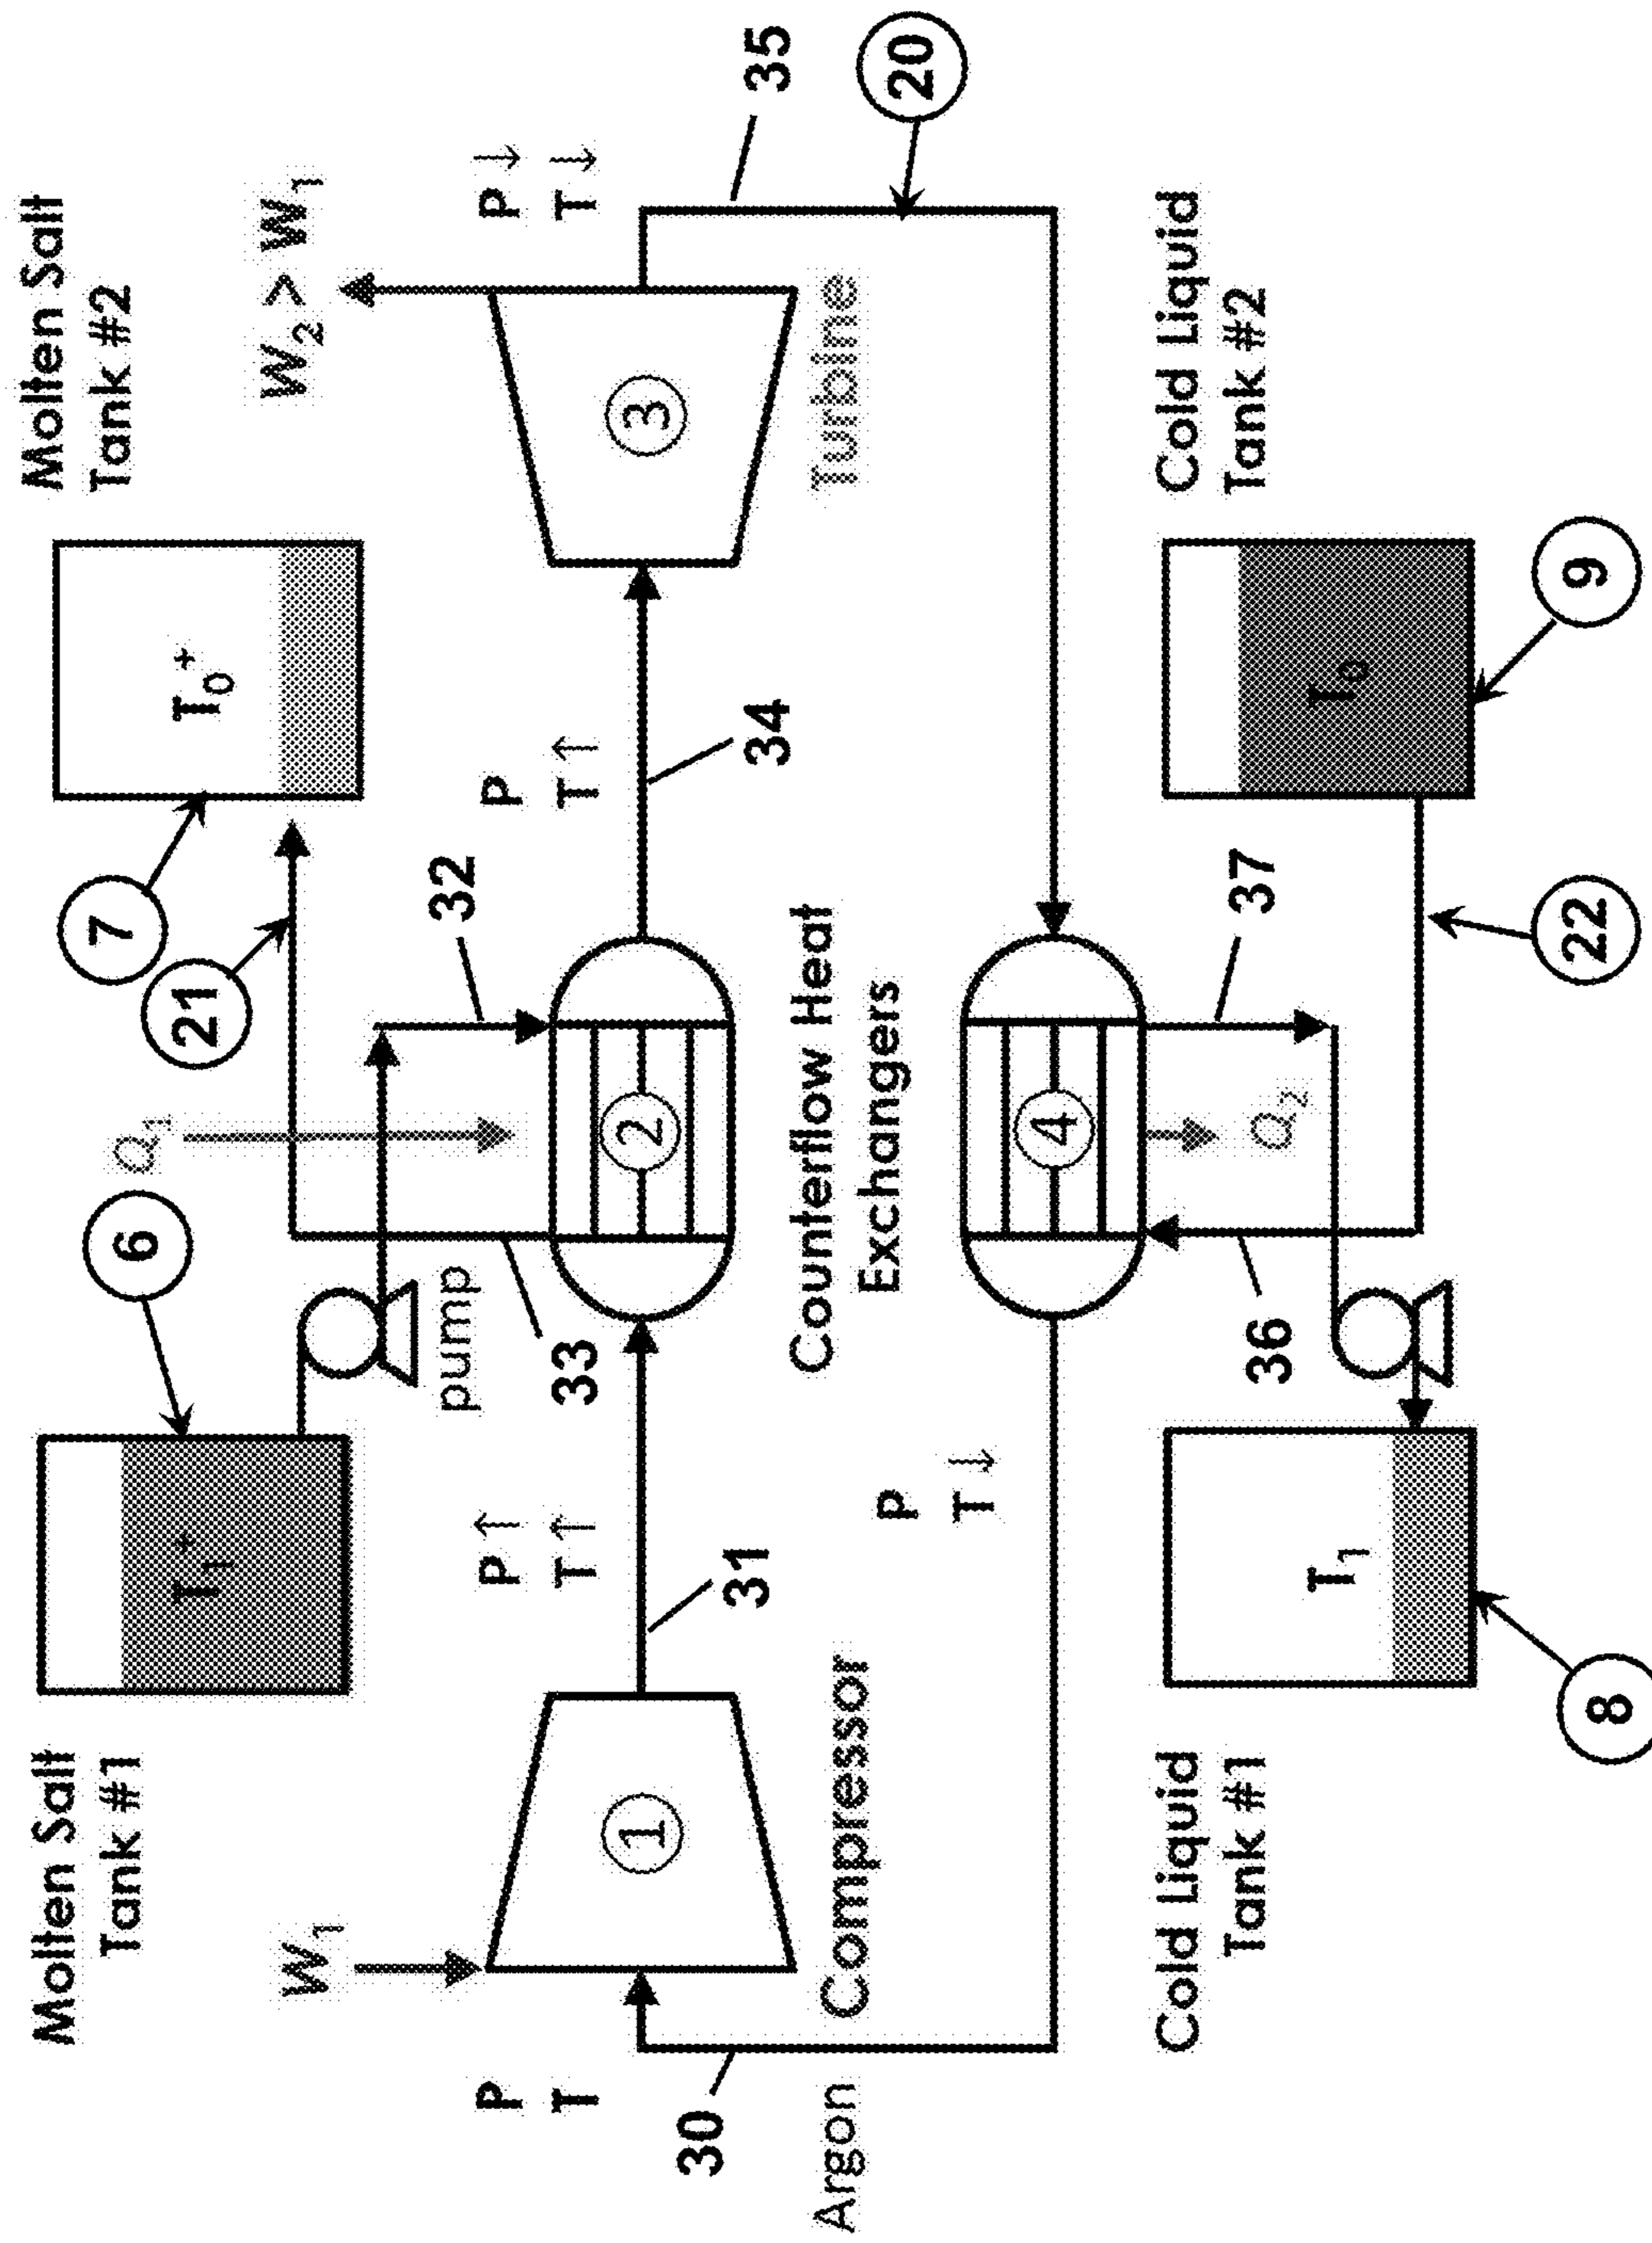 Molten Salt
Tank #1
6
Q1
21
7
Molten Salt
Tank #2
T1+
T0+
W1
W2 > W1
pump
33
32
P
T
P↑
T↑
P
T↑
P↓
T↓
35
30
1
31
2
34
3
20
Argon
Compressor
Counterflow Heat
Exchangers
Turbine
P
T↓
4
Cold Liquid
Tank #1
36
Q2
37
Cold Liquid
Tank #2
T1
T0
8
22
9